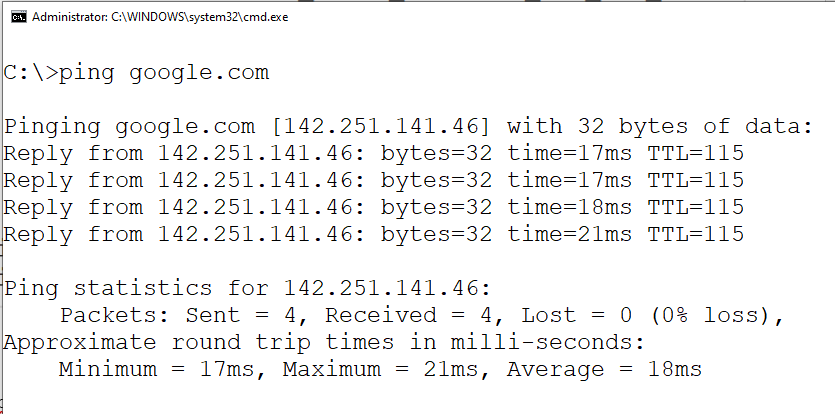 Administrator: C:\WINDOWS\system32\cmd.exe
C:\>ping google.com
Pinging google.com [142.251.141.46] with 32 bytes of data:
Reply from 142.251.141.46: bytes=32 time=17ms TTL=115
Reply from 142.251.141.46: bytes=32 time=17ms TTL=115
Reply from 142.251.141.46: bytes=32 time=18ms TTL=115
Reply from 142.251.141.46: bytes=32 time=21ms TTL=115
Ping statistics for 142.251.141.46:
    Packets: Sent = 4, Received = 4, Lost = 0 (0% loss),
Approximate round trip times in milli-seconds:
    Minimum = 17ms, Maximum = 21ms, Average = 18ms